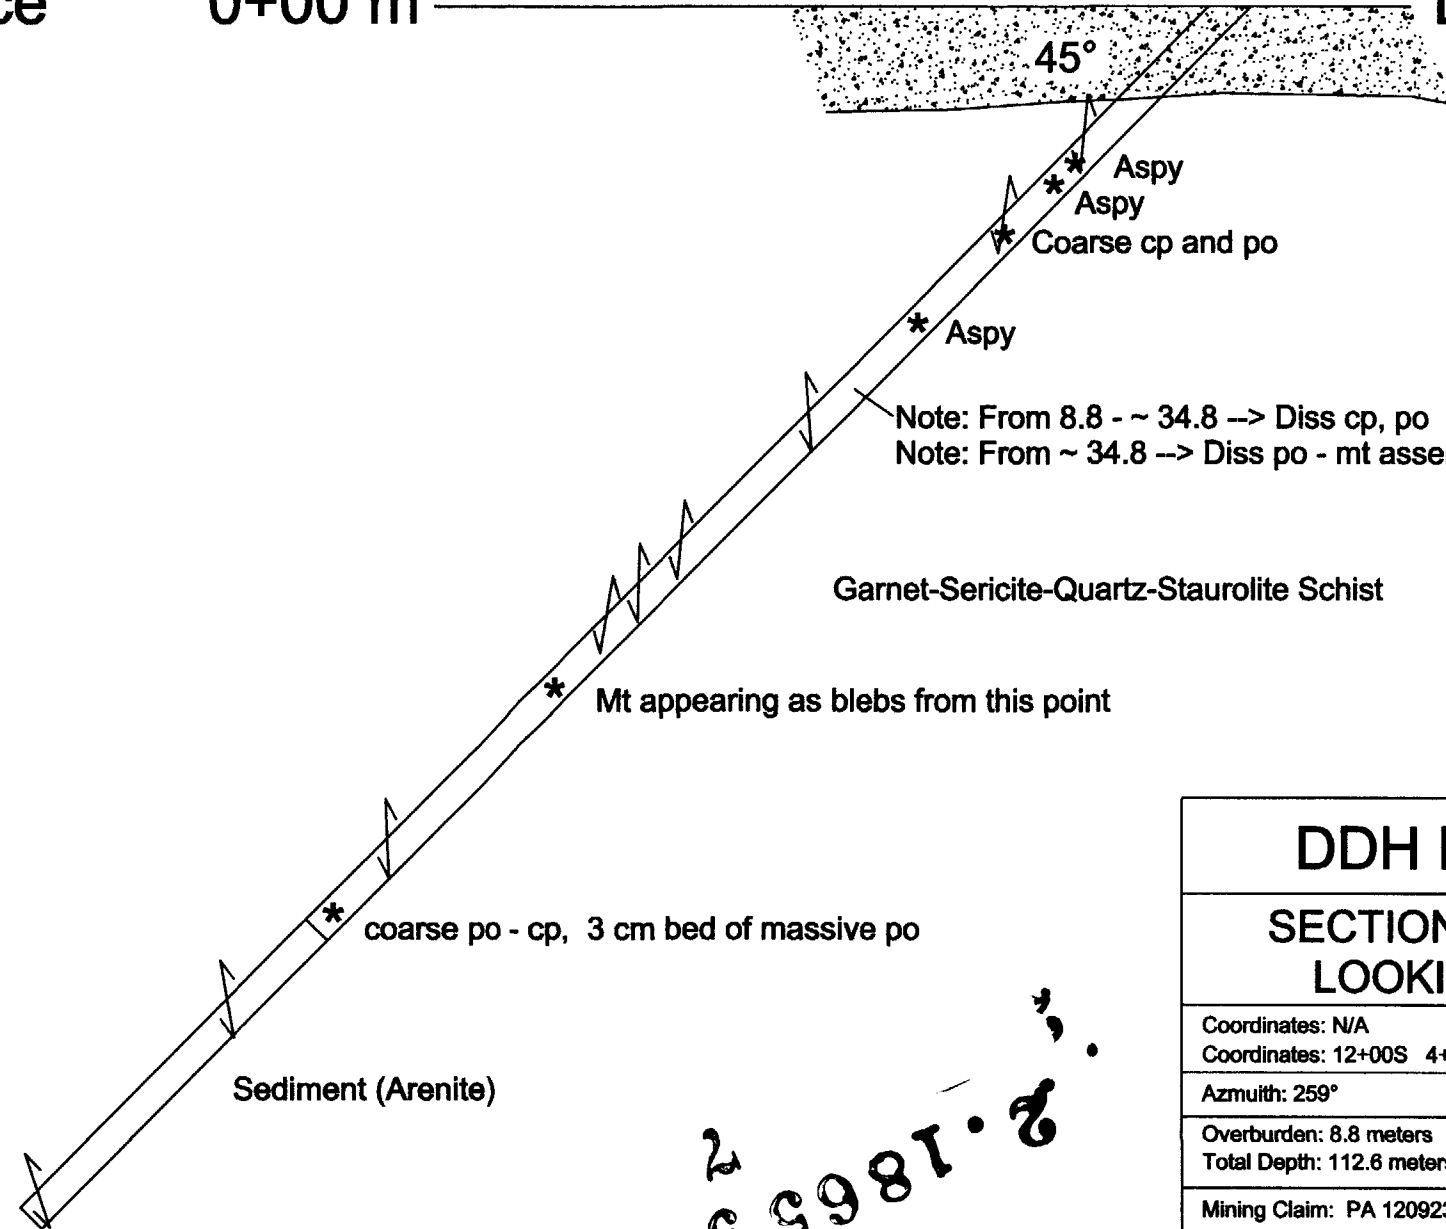 0+00 m
45°
Aspy
Aspy
Coarse cp and po
Aspy
Note: From 8.8 - ~ 34.8 --> Diss cp, po
Note: From ~ 34.8 --> Diss po - mt asse
Garnet-Sericite-Quartz-Staurolite Schist
Mt appearing as blebs from this point
coarse po - cp, 3 cm bed of massive po
Sediment (Arenite)
DDH
SECTION
LOOKI
Coordinates: N/A
Coordinates: 12+00S 4+
Azmuith: 259°
Overburden: 8.8 meters
Total Depth: 112.6 meters
Mining Claim: PA 120923